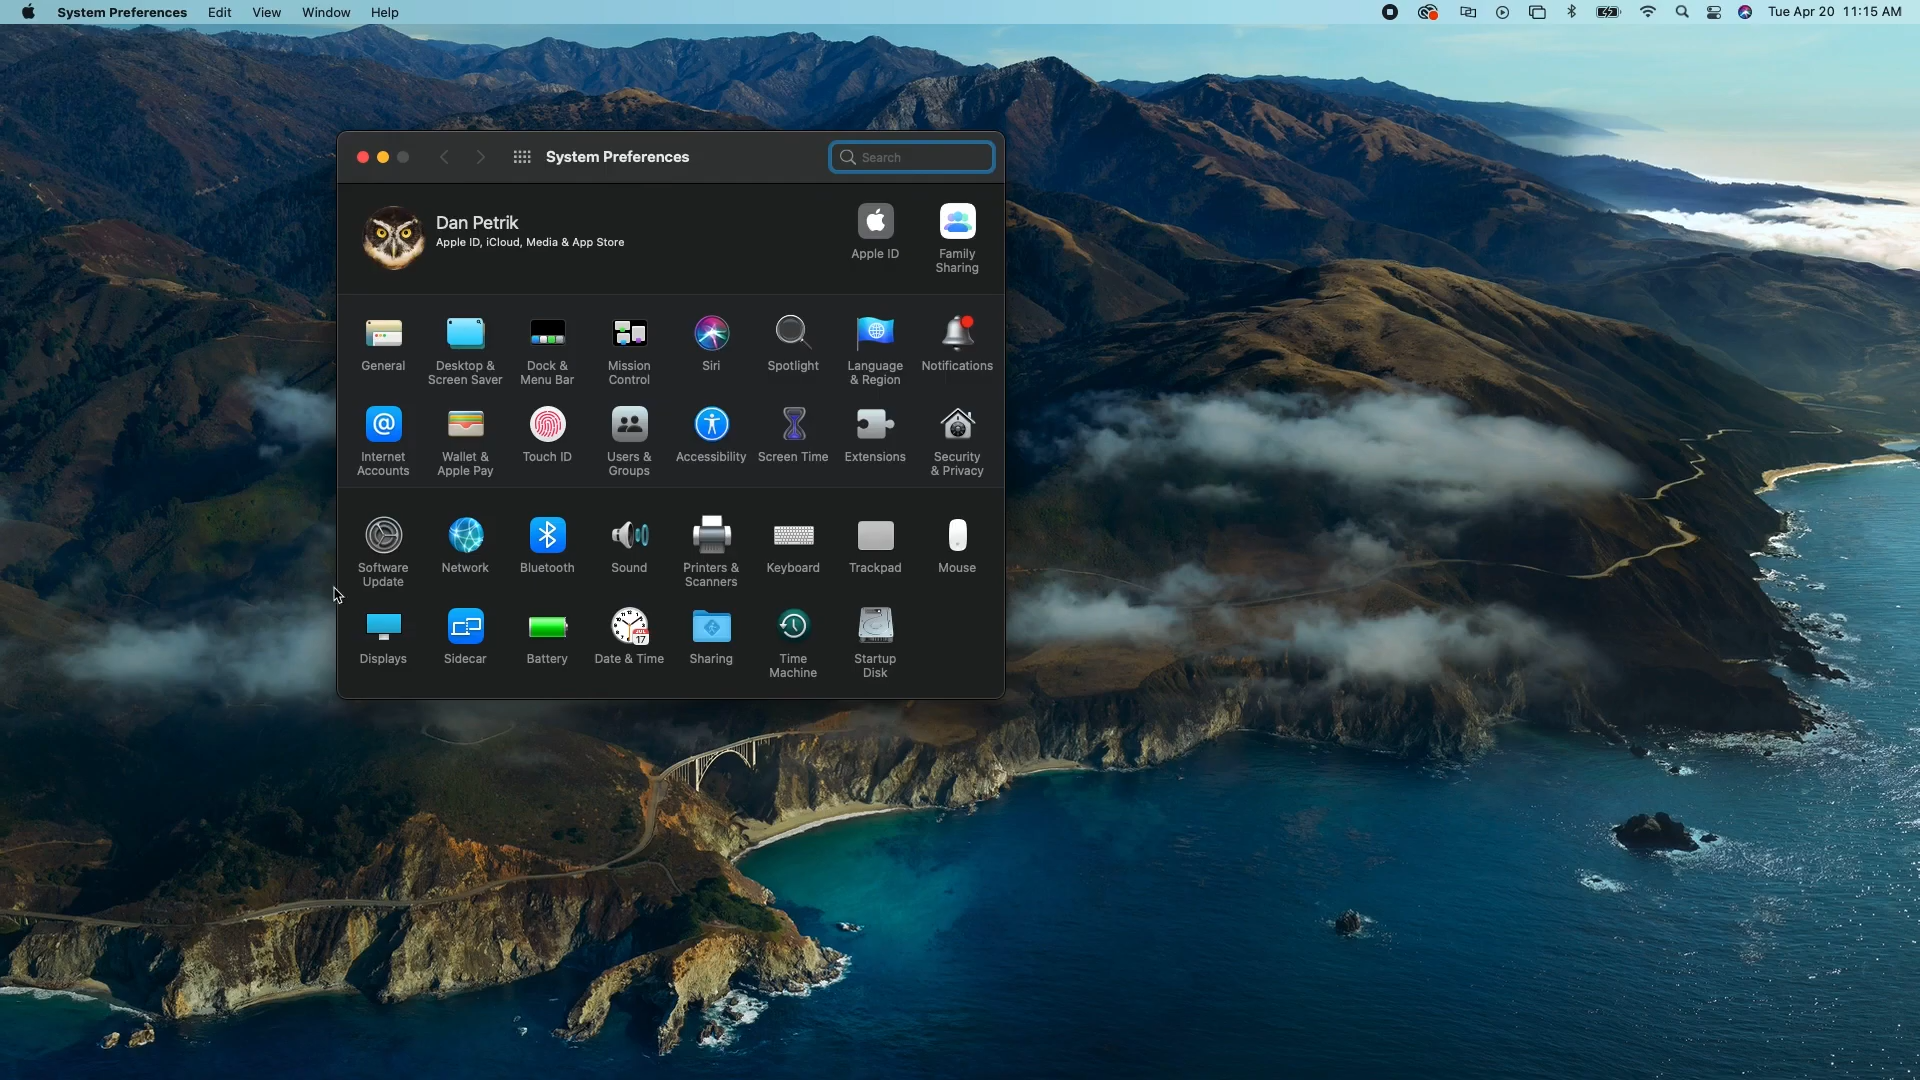 System Preferences Edit View Window Help Tue Apr 20 11:15 AM
System Preferences
Search
Dan Petrik
Apple ID, iCloud, Media & App Store
Apple ID
Family
Sharing
General
Desktop &
Screen Saver
Dock &
Menu Bar
Mission
Control
Siri
Spotlight
Language
& Region
Notifications
Internet
Accounts
Wallet &
Apple Pay
Touch ID
Users &
Groups
Accessibility
Screen Time
Extensions
Security
& Privacy
Software
Update
Network
Bluetooth
Sound
Printers &
Scanners
Keyboard
Trackpad
Mouse
Displays
Sidecar
Battery
JUL
17
Date & Time
Sharing
Time
Machine
Startup
Disk